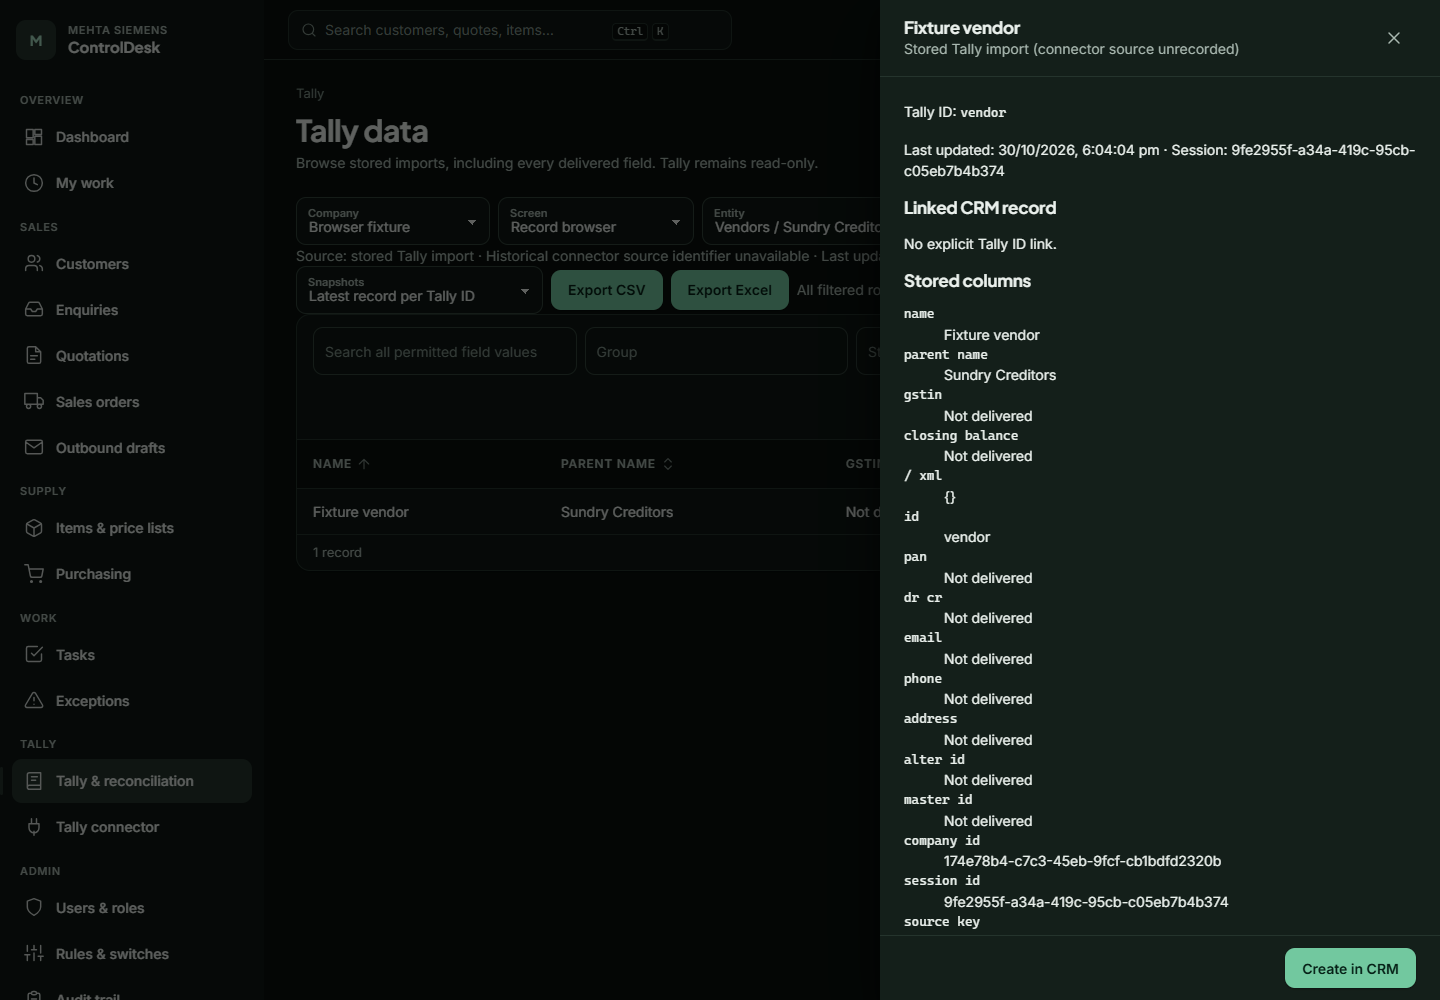 M
MEHTA SIEMENS
ControlDesk
OVERVIEW
Dashboard
My work
SALES
Customers
Enquiries
Quotations
Sales orders
Outbound drafts
SUPPLY
Items & price lists
Purchasing
WORK
Tasks
Exceptions
TALLY
Tally & reconciliation
Tally connector
ADMIN
Users & roles
Rules & switches
Audit trail
Search customers, quotes, items... Ctrl K
Tally
Tally data
Browse stored imports, including every delivered field. Tally remains read-only.
Company
Browser fixture
Screen
Record browser
Entity
Vendors / Sundry Credito
Source: stored Tally import · Historical connector source identifier unavailable · Last upda
Snapshots
Latest record per Tally ID
Export CSV
Export Excel
All filtered ro
Search all permitted field values
Group
St
NAME PARENT NAME GSTIN
Fixture vendor Sundry Creditors Not d
1 record
Fixture vendor
Stored Tally import (connector source unrecorded)
Tally ID: vendor
Last updated: 30/10/2026, 6:04:04 pm · Session: 9fe2955f-a34a-419c-95cb-
c05eb7b4b374
Linked CRM record
No explicit Tally ID link.
Stored columns
name
Fixture vendor
parent name
Sundry Creditors
gstin
Not delivered
closing balance
Not delivered
/ xml
{}
id
vendor
pan
Not delivered
dr cr
Not delivered
email
Not delivered
phone
Not delivered
address
Not delivered
alter id
Not delivered
master id
Not delivered
company id
174e78b4-c7c3-45eb-9fcf-cb1bdfd2320b
session id
9fe2955f-a34a-419c-95cb-c05eb7b4b374
source key
Create in CRM